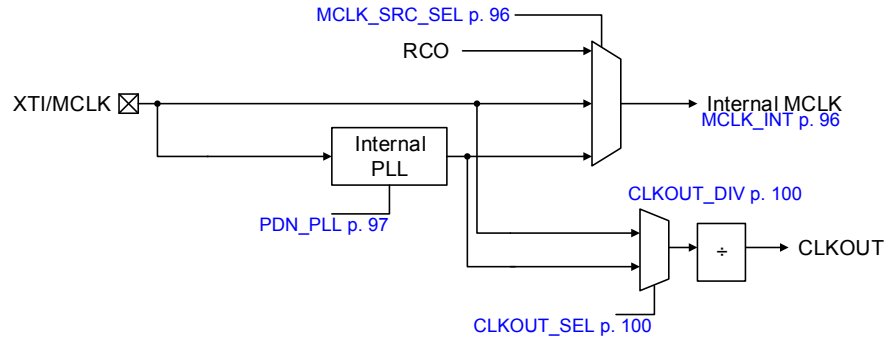 MCLK_SRC_SEL p. 96
RCO
XTI/MCLK
Internal MCLK
MCLK_INT p. 96
Internal
PLL
PDN_PLL p. 97
CLKOUT_DIV p. 100
÷
CLKOUT
CLKOUT_SEL p. 100